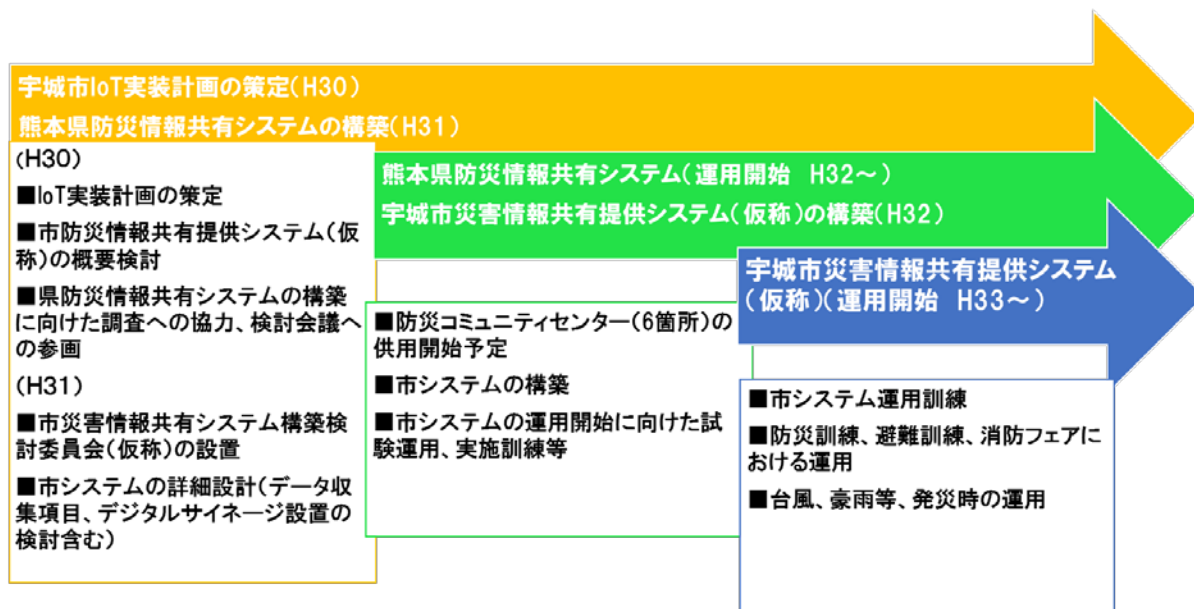 宇城市IoT実装計画の策定(H30)
熊本県防災情報共有システムの構築(H31)
(H30)
■IoT実装計画の策定
■市防災情報共有提供システム(仮
称)の概要検討
■県防災情報共有システムの構築
に向けた調査への協力、検討会議へ
の参画
(H31)
■市災害情報共有システム構築検
討委員会(仮称)の設置
■市システムの詳細設計(データ収
集項目、デジタルサイネージ設置の
検討含む)
熊本県防災情報共有システム(運用開始　H32～)
宇城市災害情報共有提供システム(仮称)の構築(H32)
■防災コミュニティセンター(6箇所)の
供用開始予定
■市システムの構築
■市システムの運用開始に向けた試
験運用、実施訓練等
宇城市災害情報共有提供システム
(仮称)(運用開始　H33～)
■市システム運用訓練
■防災訓練、避難訓練、消防フェアに
おける運用
■台風、豪雨等、発災時の運用